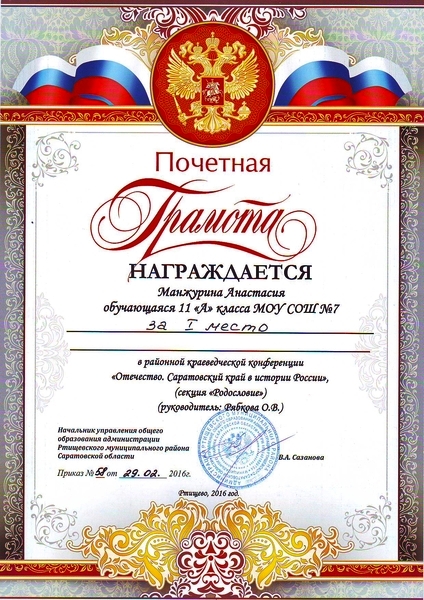 Почетная
Грамота
НАГРАЖДАЕТСЯ
Манжурина Анастасия
обучающаяся 11 «А» класса МОУ СОШ №7
за I место
в районной краеведческой конференции
«Отечество. Саратовский край в истории России»,
(секция «Родословие»)
(руководитель: Рябкова О.В.)
Начальник управления общего
образования администрации
Ртищевского муниципального района
Саратовской области
В.А. Сазанова
Приказ № 58 от 29.02. 2016г.
Ртищево, 2016 год.